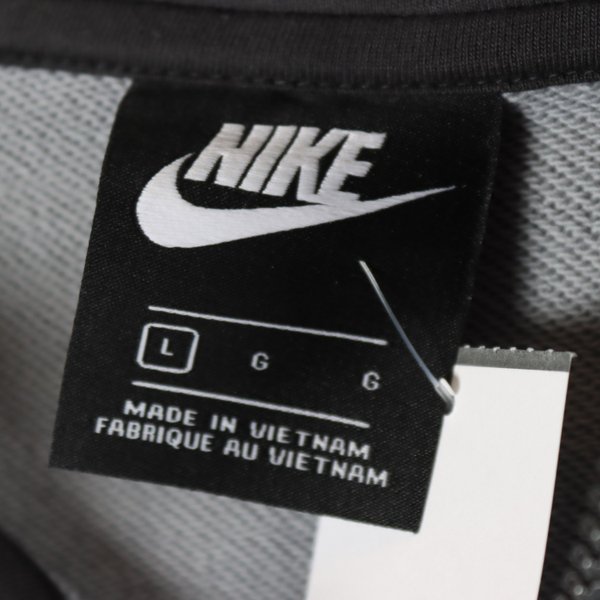 NIKE
L G G
MADE IN VIETNAM
FABRIQUE AU VIETNAM